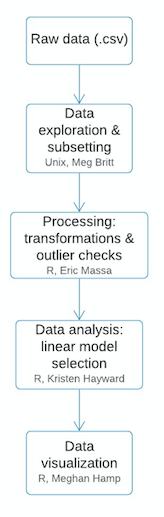 Raw data (.csv)
Data
exploration &
subsetting
Unix, Meg Britt
Processing:
transformations &
outlier checks
R, Eric Massa
Data analysis:
linear model
selection
R, Kristen Hayward
Data
visualization
R, Meghan Hamp